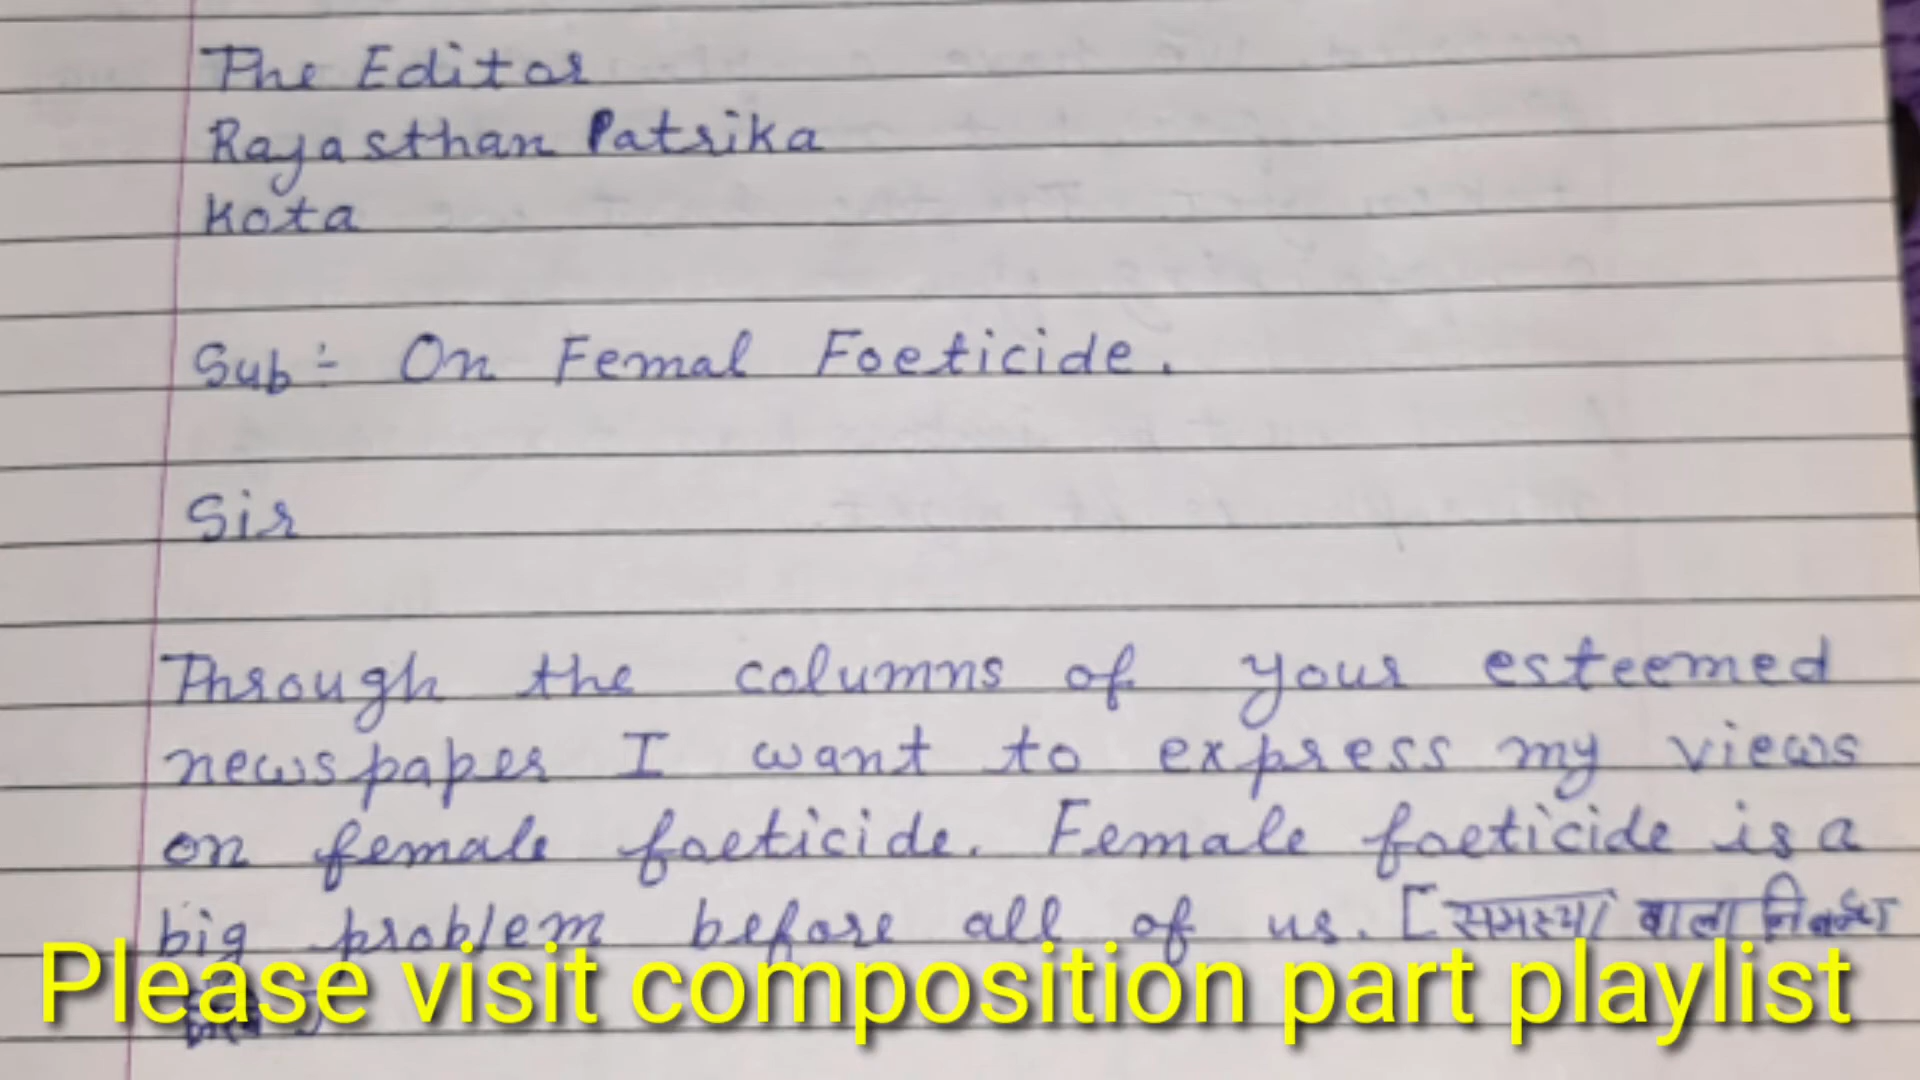 The Editor
Rajasthan Patrika
Kota
Sub :- On Femal Foeticide.
Sir
Through the columns of your esteemed
newspaper I want to express my views
on female foeticide. Female foeticide is a
big problem before all of us. [समस्या वाला निबन्ध
Please visit composition part playlist